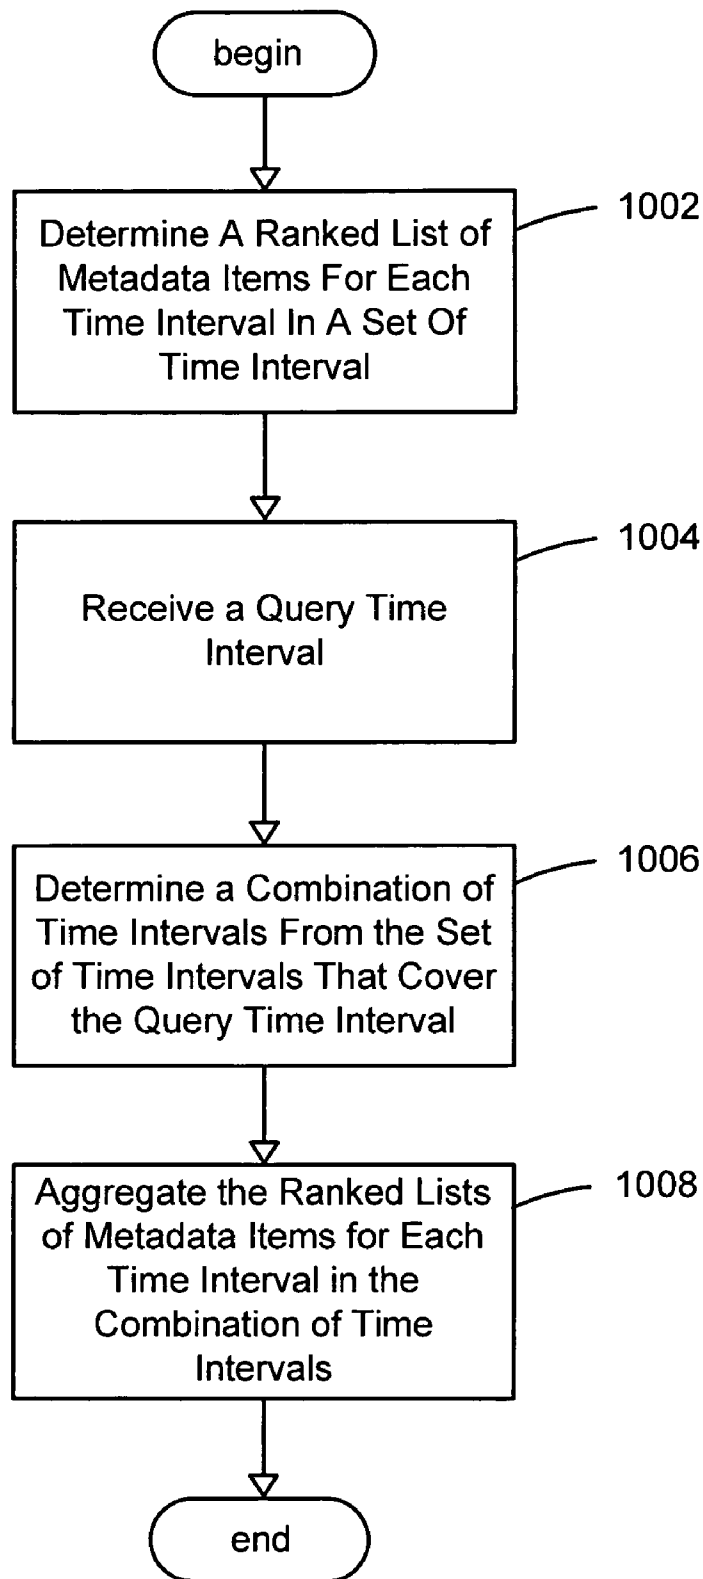 begin
1002
Determine A Ranked List of
Metadata Items For Each
Time Interval In A Set Of
Time Interval
1004
Receive a Query Time
Interval
1006
Determine a Combination of
Time Intervals From the Set
of Time Intervals That Cover
the Query Time Interval
1008
Aggregate the Ranked Lists
of Metadata Items for Each
Time Interval in the
Combination of Time
Intervals
end